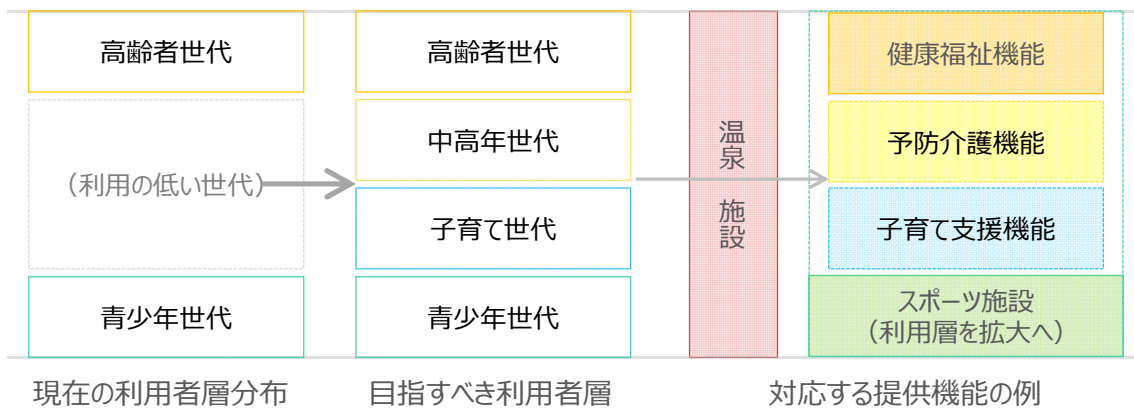 高齢者世代
(利用の低い世代)
青少年世代
現在の利用者層分布
高齢者世代
中高年世代
子育て世代
青少年世代
目指すべき利用者層
温泉 施設
健康福祉機能
予防介護機能
子育て支援機能
スポーツ施設
(利用層を拡大へ)
対応する提供機能の例